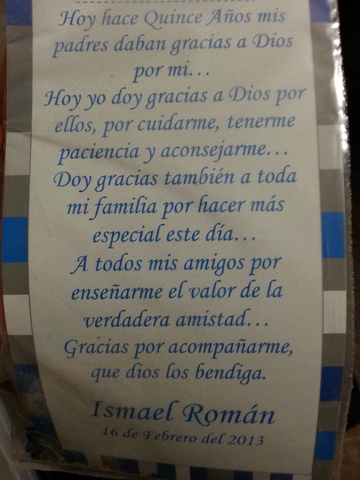 Hoy hace Quince Años mis
padres daban gracias a Dios
por mi...
Hoy yo doy gracias a Dios por
ellos, por cuidarme, tenerme
paciencia y aconsejarme...
Doy gracias también a toda
mi familia por hacer más
especial este día...
A todos mis amigos por
enseñarme el valor de la
verdadera amistad...
Gracias por acompañarme,
que dios los bendiga.
Ismael Román
16 de Febrero del 2013